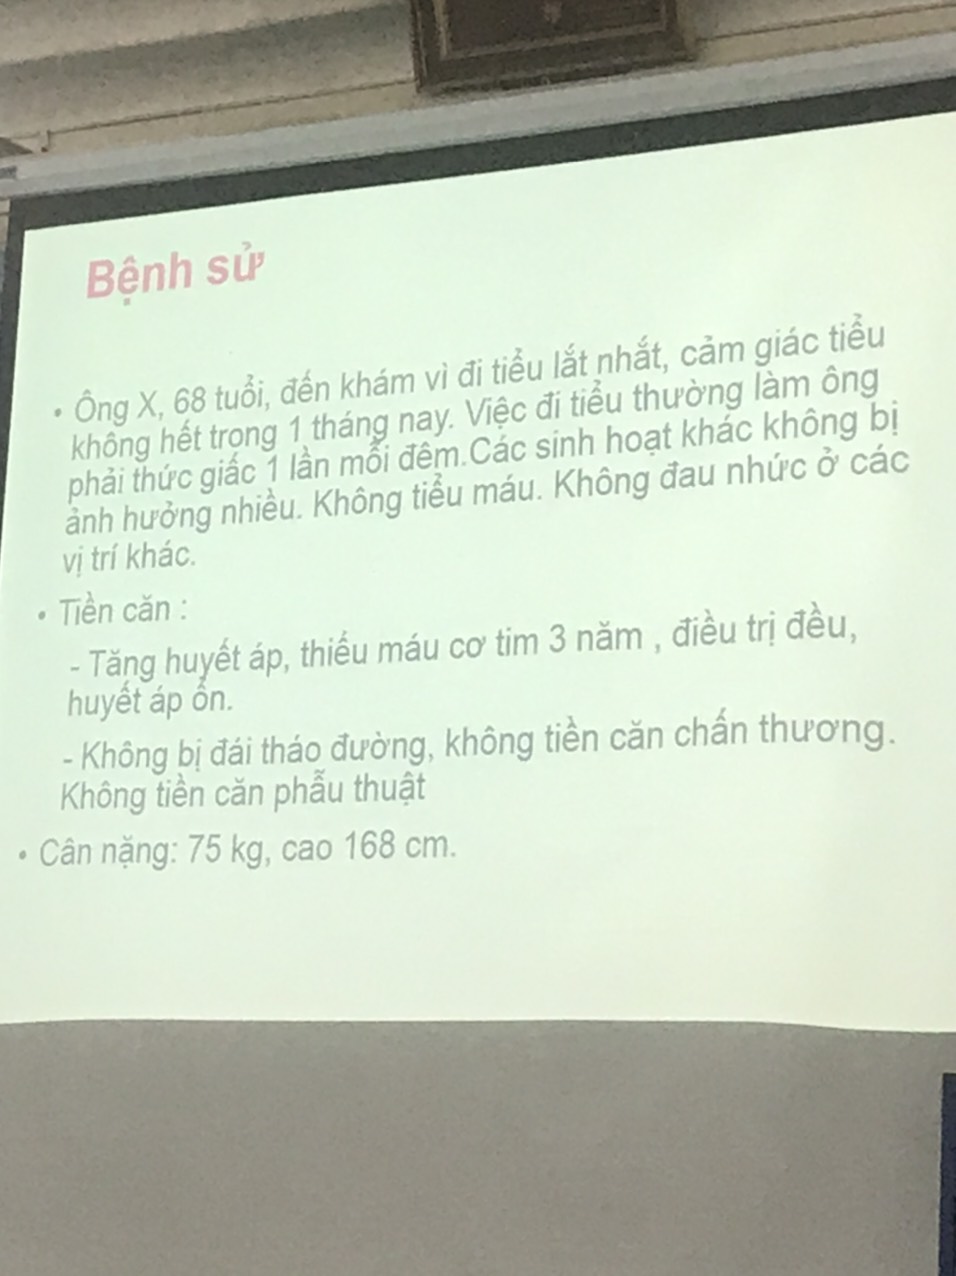 Bệnh sử
• Ông X, 68 tuổi, đến khám vì đi tiểu lắt nhắt, cảm giác tiểu
không hết trong 1 tháng nay. Việc đi tiểu thường làm ông
phải thức giấc 1 lần mỗi đêm.Các sinh hoạt khác không bị
ảnh hưởng nhiều. Không tiểu máu. Không đau nhức ở các
vị trí khác.
• Tiền căn :
- Tăng huyết áp, thiếu máu cơ tim 3 năm , điều trị đều,
huyết áp ổn.
- Không bị đái tháo đường, không tiền căn chấn thương.
Không tiền căn phẫu thuật
• Cân nặng: 75 kg, cao 168 cm.